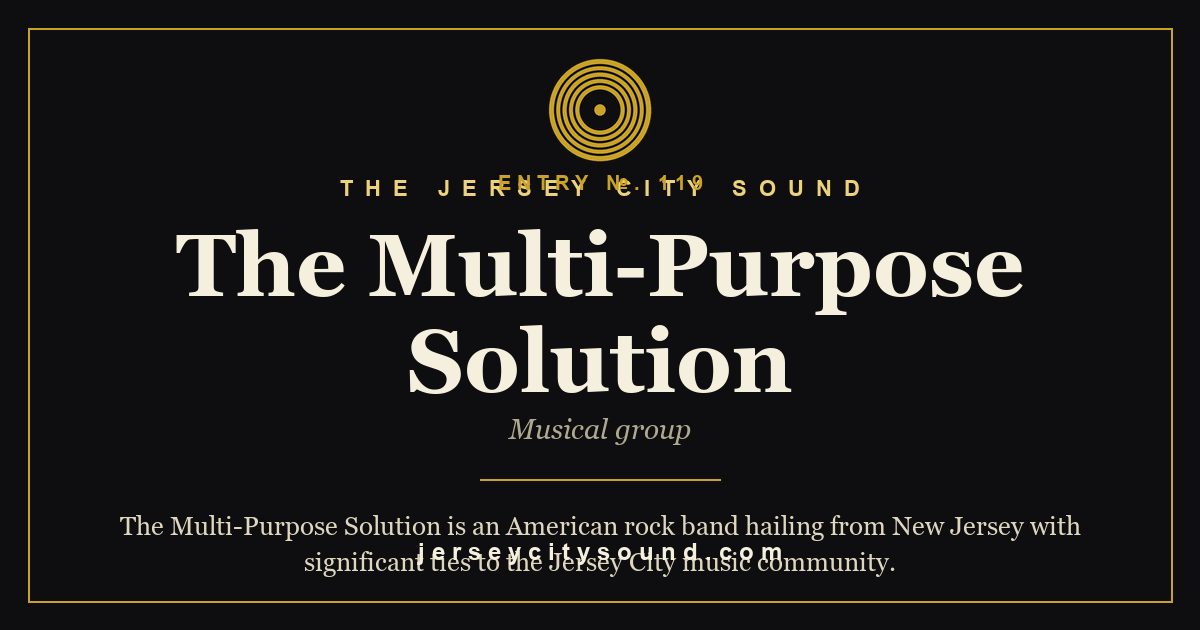 ENTRY №. 119
THE JERSEY CITY SOUND
The Multi-Purpose
Solution
Musical group
The Multi-Purpose Solution is an American rock band hailing from New Jersey with
jerseycitysound.com
significant ties to the Jersey City music community.